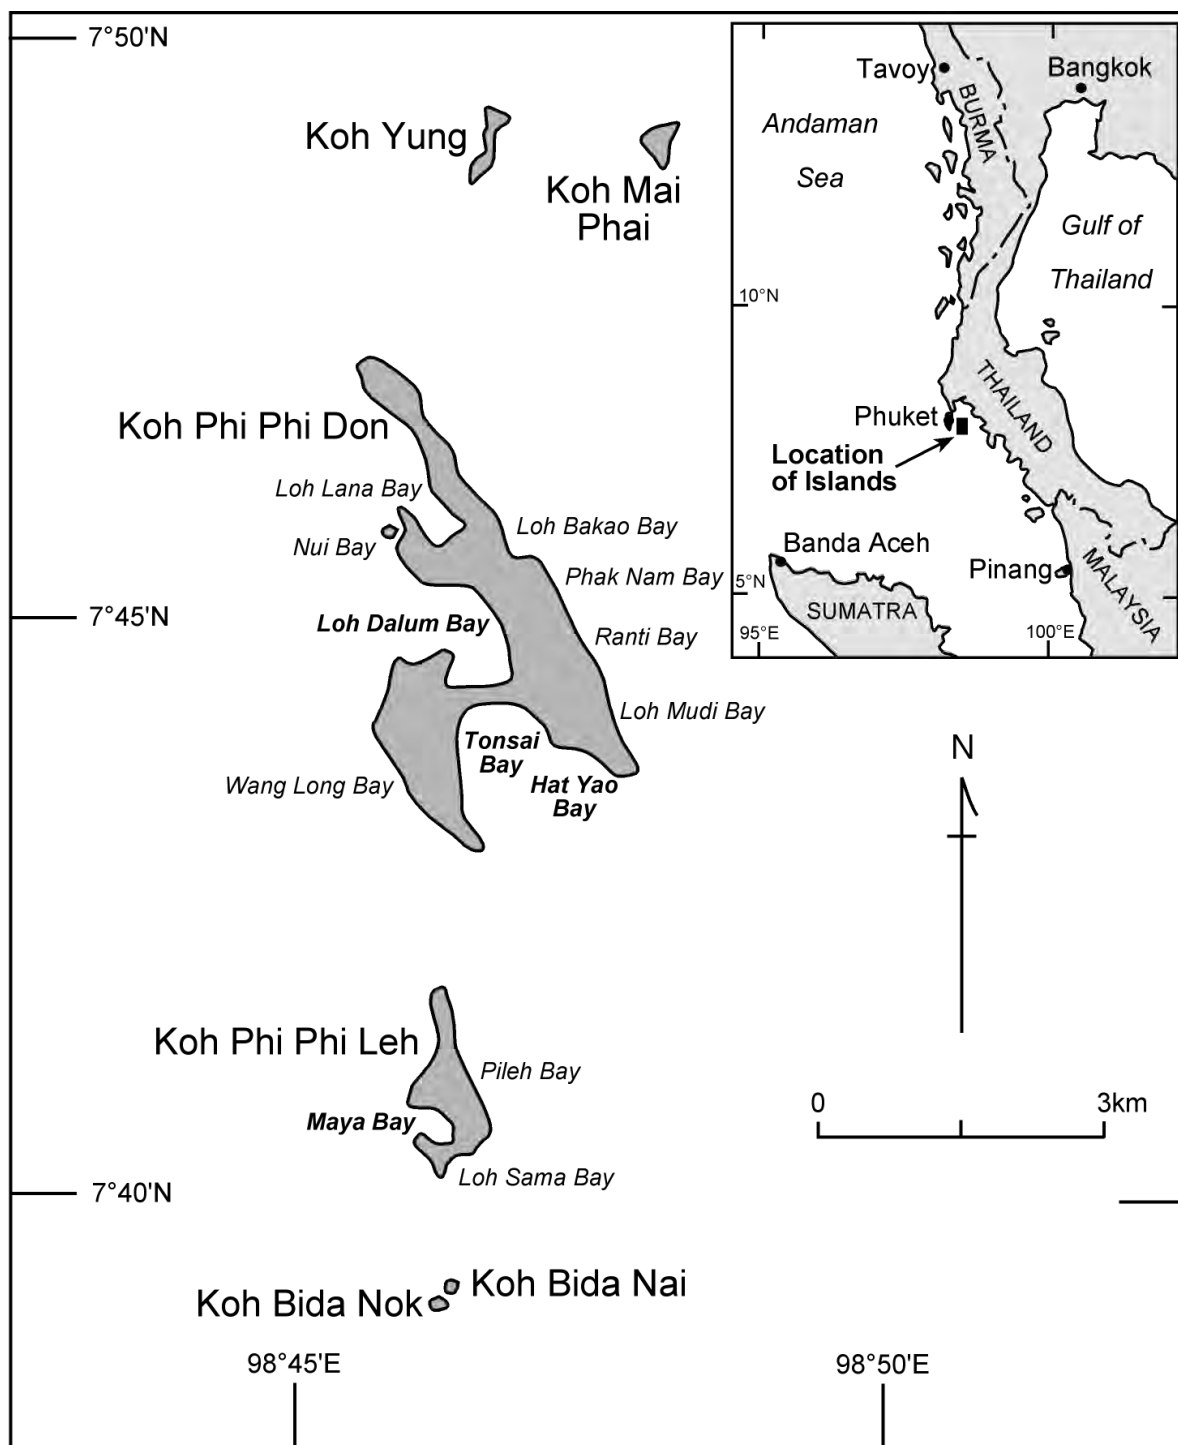 7°50'N
Koh Yung
Koh Mai
Phai
Koh Phi Phi Don
Loh Lana Bay
Nui Bay
Loh Bakao Bay
Phak Nam Bay
7°45'N
Loh Dalum Bay
Ranti Bay
Loh Mudi Bay
Tonsai
Bay
Wang Long Bay
Hat Yao
Bay
Koh Phi Phi Leh
Pileh Bay
Maya Bay
Loh Sama Bay
7°40'N
Koh Bida Nai
Koh Bida Nok
98°45'E
98°50'E
Tavoy
Bangkok
BURMA
Andaman
Sea
Gulf of
Thailand
10°N
THAILAND
Phuket
Location
of Islands
Banda Aceh
Pinang
5°N
SUMATRA
MALAYSIA
95°E
100°E
N
0
3km